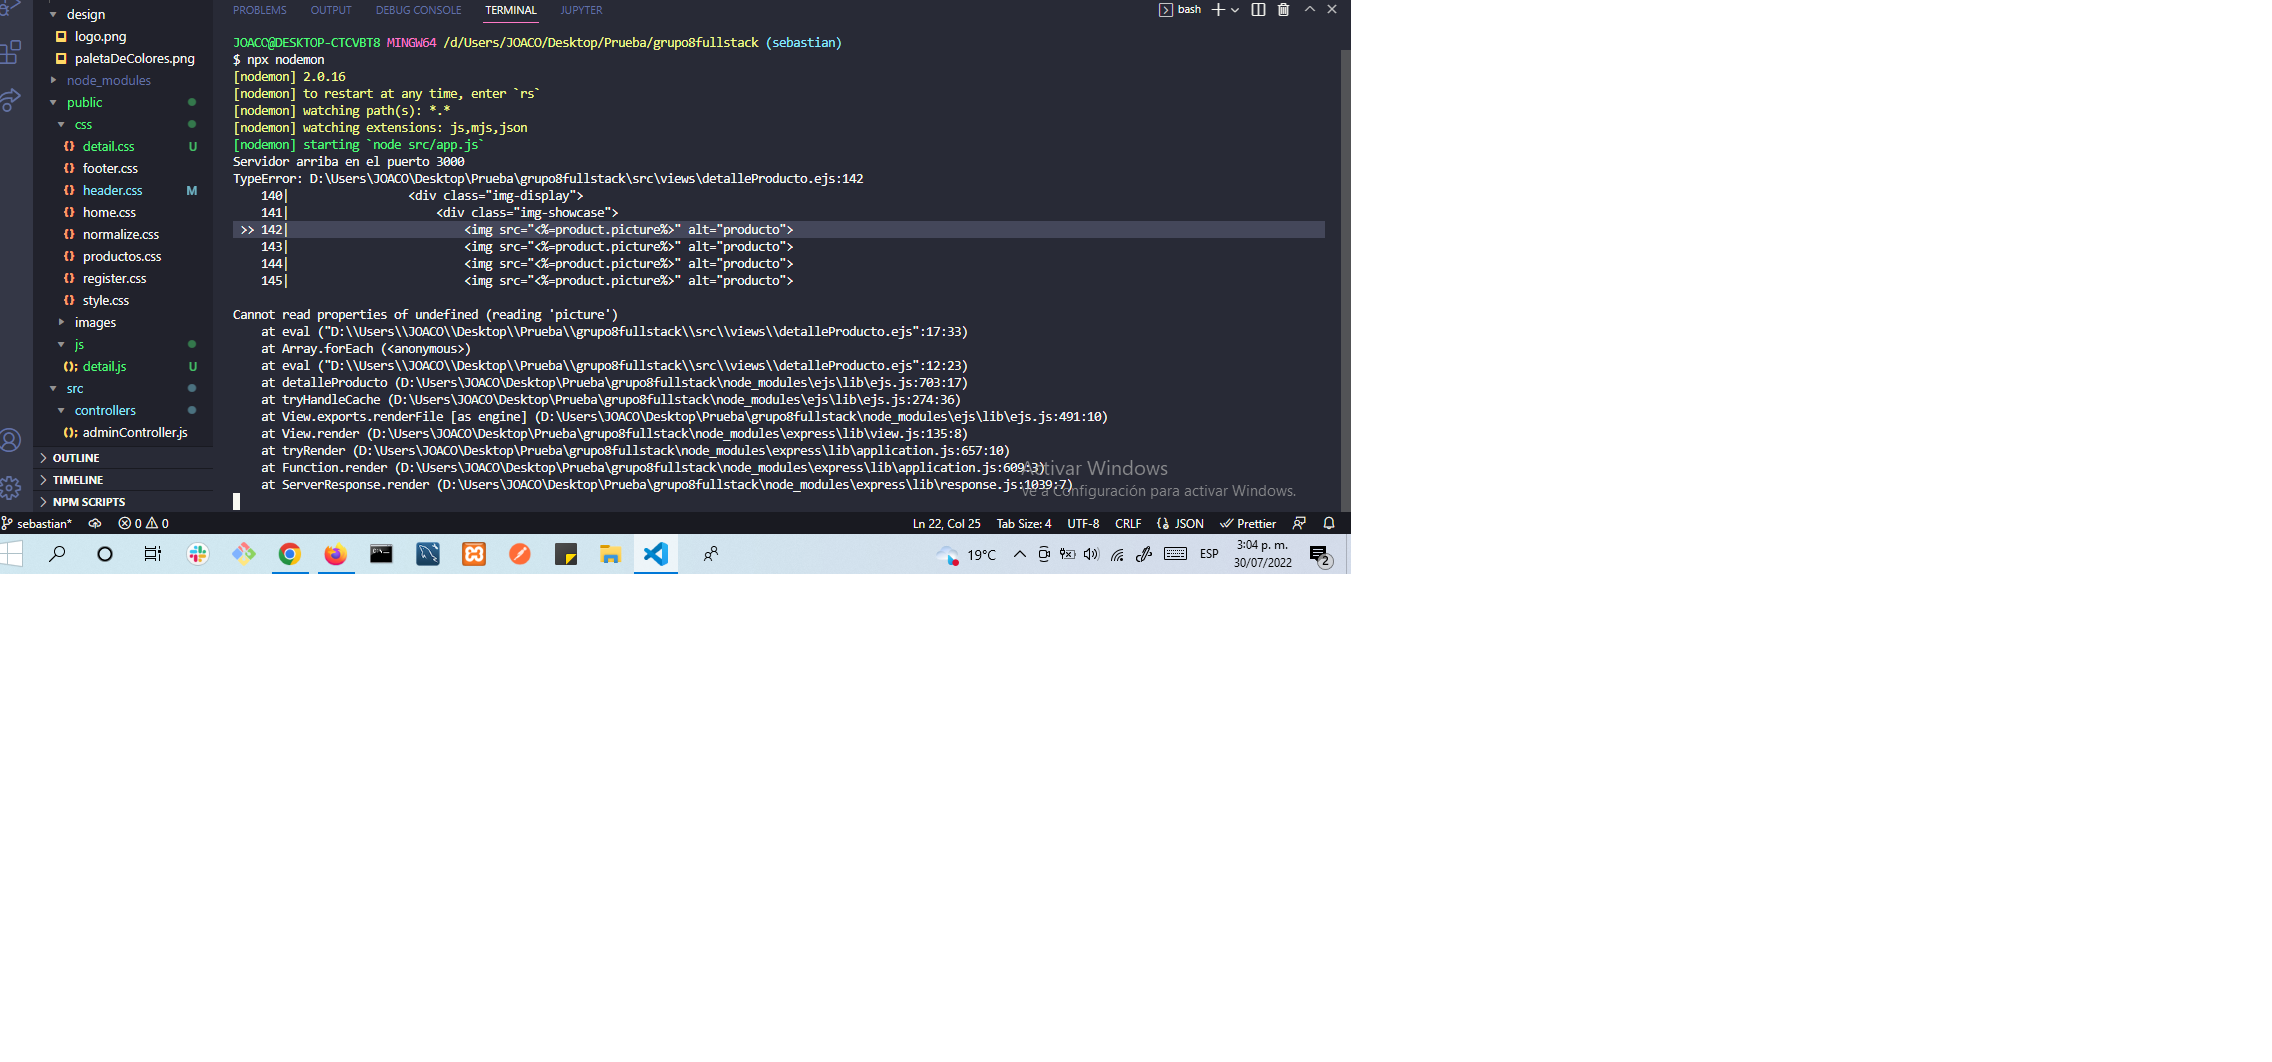 design
logo.png
paletaDeColores.png
node_modules
public
css
detail.css U
footer.css
header.css M
home.css
normalize.css
productos.css
register.css
style.css
images
js
detail.js U
src
controllers
adminController.js
OUTLINE
TIMELINE
NPM SCRIPTS
PROBLEMS OUTPUT DEBUG CONSOLE TERMINAL JUPYTER bash
JOACO@DESKTOP-CTCVBT8 MINGW64 /d/Users/JOACO/Desktop/Prueba/grupo8fullstack (sebastian)
$ npx nodemon
[nodemon] 2.0.16
[nodemon] to restart at any time, enter `rs`
[nodemon] watching path(s): *.*
[nodemon] watching extensions: js,mjs,json
[nodemon] starting `node src/app.js`
Servidor arriba en el puerto 3000
TypeError: D:\Users\JOACO\Desktop\Prueba\grupo8fullstack\src\views\detalleProducto.ejs:142
140| <div class="img-display">
141| <div class="img-showcase">
>> 142| <img src="<%=product.picture%>" alt="producto">
143| <img src="<%=product.picture%>" alt="producto">
144| <img src="<%=product.picture%>" alt="producto">
145| <img src="<%=product.picture%>" alt="producto">
Cannot read properties of undefined (reading 'picture')
at eval ("D:\\Users\\JOACO\\Desktop\\Prueba\\grupo8fullstack\\src\\views\\detalleProducto.ejs":17:33)
at Array.forEach (<anonymous>)
at eval ("D:\\Users\\JOACO\\Desktop\\Prueba\\grupo8fullstack\\src\\views\\detalleProducto.ejs":12:23)
at detalleProducto (D:\Users\JOACO\Desktop\Prueba\grupo8fullstack\node_modules\ejs\lib\ejs.js:703:17)
at tryHandleCache (D:\Users\JOACO\Desktop\Prueba\grupo8fullstack\node_modules\ejs\lib\ejs.js:274:36)
at View.exports.renderFile [as engine] (D:\Users\JOACO\Desktop\Prueba\grupo8fullstack\node_modules\ejs\lib\ejs.js:491:10)
at View.render (D:\Users\JOACO\Desktop\Prueba\grupo8fullstack\node_modules\express\lib\view.js:135:8)
at tryRender (D:\Users\JOACO\Desktop\Prueba\grupo8fullstack\node_modules\express\lib\application.js:657:10)
at Function.render (D:\Users\JOACO\Desktop\Prueba\grupo8fullstack\node_modules\express\lib\application.js:609:3)
at ServerResponse.render (D:\Users\JOACO\Desktop\Prueba\grupo8fullstack\node_modules\express\lib\response.js:1039:7)
Activar Windows
Ve a Configuración para activar Windows.
sebastian* 0 0 Ln 22, Col 25 Tab Size: 4 UTF-8 CRLF JSON Prettier
19°C ESP 3:04 p. m.
30/07/2022 2